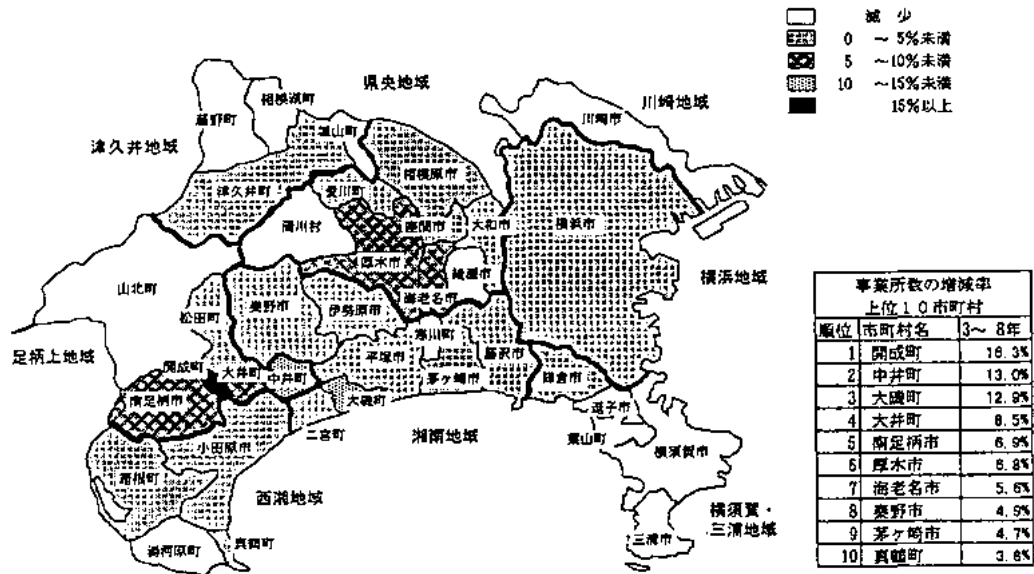 減少
0 ～5%未満
5 ～10%未満
10 ～15%未満
15%以上
県央地域
川崎地域
相模湖町
藤野町
城山町
川崎市
津久井地域
相模原市
津久井町
愛川町
清川村
座間市
大和市
横浜市
厚木市
綾瀬市
横浜地域
山北町
海老名市
秦野市
伊勢原市
松田町
寒川町
足柄上地域
開成町
大井町
中井町
平塚市
藤沢市
茅ヶ崎市
鎌倉市
南足柄市
大磯町
逗子市
二宮町
湘南地域
葉山町
小田原市
横須賀市
箱根町
西湘地域
横須賀・
三浦地域
真鶴町
三浦市
湯河原町
事業所数の増減率
上位10市町村
順位 市町村名 3～8年
1 開成町 16.3%
2 中井町 13.0%
3 大磯町 12.9%
4 大井町 8.5%
5 南足柄市 6.9%
6 厚木市 6.8%
7 海老名市 5.6%
8 秦野市 4.9%
9 茅ヶ崎市 4.7%
10 真鶴町 3.6%